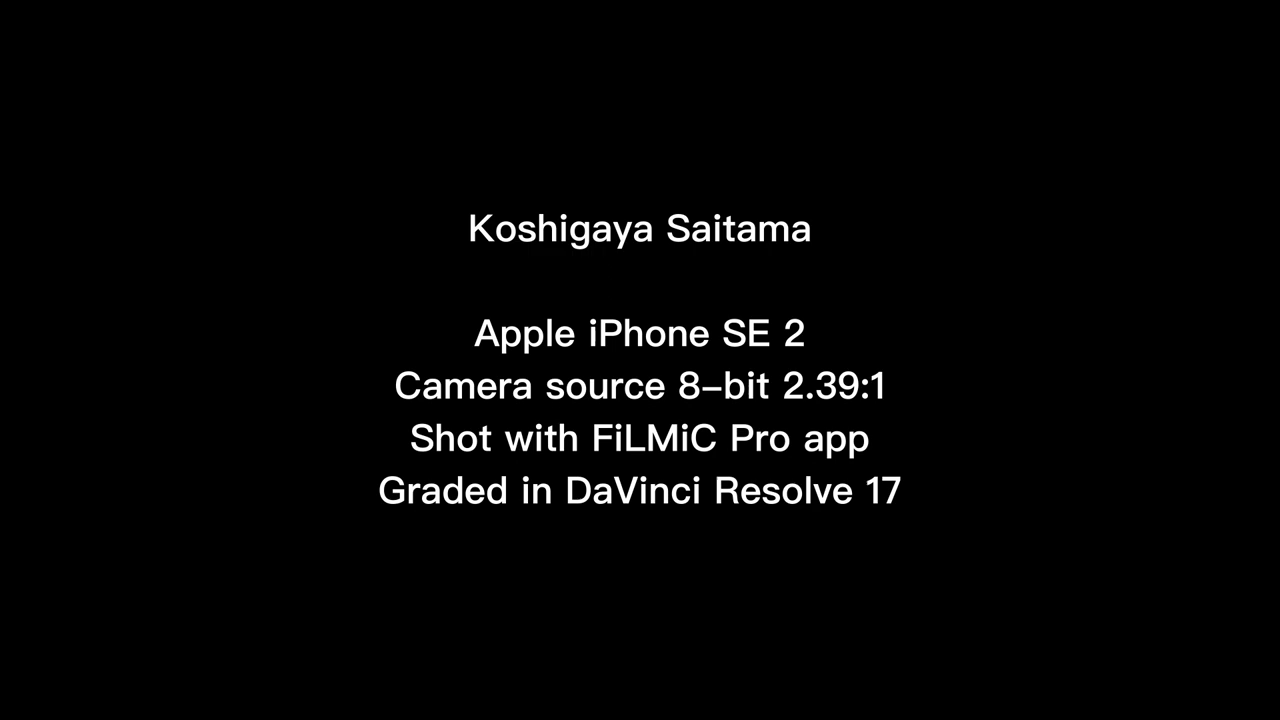 Koshigaya Saitama
Apple iPhone SE 2
Camera source 8-bit 2.39:1
Shot with FiLMiC Pro app
Graded in DaVinci Resolve 17